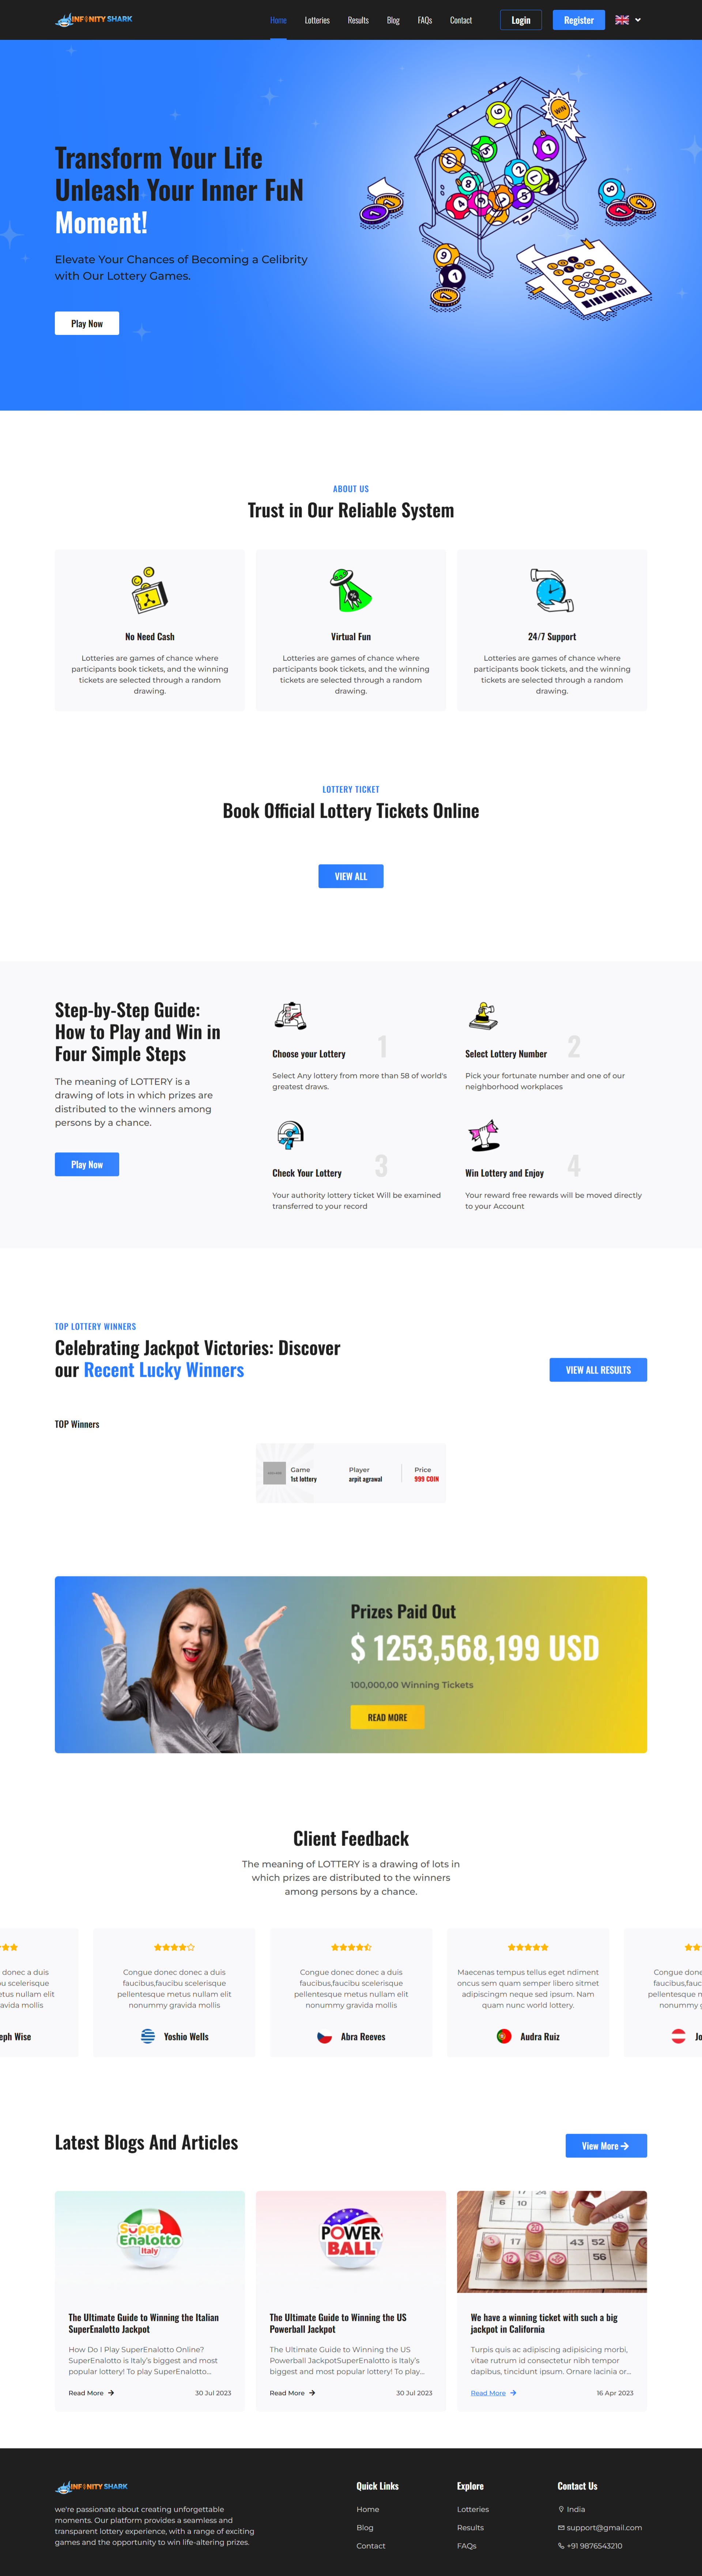 INFINITY SHARK
Home Lotteries Results Blog FAQs Contact Login Register
Transform Your Life
Unleash Your Inner FuN
Moment!
Elevate Your Chances of Becoming a Celibrity
with Our Lottery Games.
Play Now
WIN
ABOUT US
Trust in Our Reliable System
No Need Cash
Lotteries are games of chance where
participants book tickets, and the winning
tickets are selected through a random
drawing.
Virtual Fun
Lotteries are games of chance where
participants book tickets, and the winning
tickets are selected through a random
drawing.
24/7 Support
Lotteries are games of chance where
participants book tickets, and the winning
tickets are selected through a random
drawing.
LOTTERY TICKET
Book Official Lottery Tickets Online
VIEW ALL
Step-by-Step Guide:
How to Play and Win in
Four Simple Steps
The meaning of LOTTERY is a
drawing of lots in which prizes are
distributed to the winners among
persons by a chance.
Play Now
1
Choose your Lottery
Select Any lottery from more than 58 of world's
greatest draws.
2
Select Lottery Number
Pick your fortunate number and one of our
neighborhood workplaces
3
Check Your Lottery
Your authority lottery ticket Will be examined
transferred to your record
4
Win Lottery and Enjoy
Your reward free rewards will be moved directly
to your Account
TOP LOTTERY WINNERS
Celebrating Jackpot Victories: Discover
our Recent Lucky Winners
VIEW ALL RESULTS
TOP Winners
Game
1st lottery
Player
arpit agrawal
Price
999 COIN
Prizes Paid Out
$ 1253,568,199 USD
100,000,00 Winning Tickets
READ MORE
Client Feedback
The meaning of LOTTERY is a drawing of lots in
which prizes are distributed to the winners
among persons by a chance.
donec a duis
u scelerisque
etus nullam elit
avida mollis
eph Wise
Congue donec donec a duis
faucibus,faucibu scelerisque
pellentesque metus nullam elit
nonummy gravida mollis
Yoshio Wells
Congue donec donec a duis
faucibus,faucibu scelerisque
pellentesque metus nullam elit
nonummy gravida mollis
Abra Reeves
Maecenas tempus tellus eget ndiment
oncus sem quam semper libero sitmet
adipiscingm neque sed ipsum. Nam
quam nunc world lottery.
Audra Ruiz
Congue done
faucibus,fauc
pellentesque n
nonummy g
Jo
Latest Blogs And Articles
View More
Super
Enalotto
Italy
The Ultimate Guide to Winning the Italian
SuperEnalotto Jackpot
How Do I Play SuperEnalotto Online?
SuperEnalotto is Italy's biggest and most
popular lottery! To play SuperEnalotto...
Read More 30 Jul 2023
POWER
BALL
The Ultimate Guide to Winning the US
Powerball Jackpot
The Ultimate Guide to Winning the US
Powerball JackpotSuperEnalotto is Italy's
biggest and most popular lottery! To play...
Read More 30 Jul 2023
We have a winning ticket with such a big
jackpot in California
Turpis quis ac adipiscing adipisicing morbi,
vitae rutrum id consectetur nibh tempor
dapibus, tincidunt ipsum. Ornare lacinia or...
Read More 16 Apr 2023
INFINITY SHARK
we're passionate about creating unforgettable
moments. Our platform provides a seamless and
transparent lottery experience, with a range of exciting
games and the opportunity to win life-altering prizes.
Quick Links
Home
Blog
Contact
Explore
Lotteries
Results
FAQs
Contact Us
India
support@gmail.com
+91 9876543210